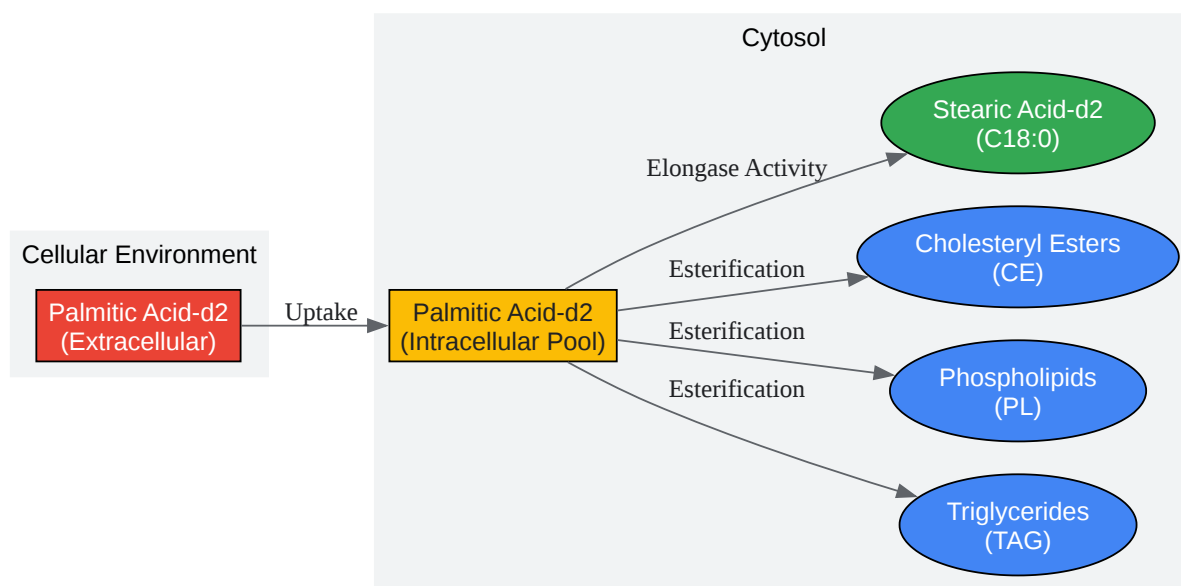 Cytosol
Stearic Acid-d2
(C18:0)
Elongase Activity
Cholesteryl Esters
(CE)
Cellular Environment
Esterification
Palmitic Acid-d2
(Extracellular)
Uptake
Palmitic Acid-d2
(Intracellular Pool)
Esterification
Phospholipids
(PL)
Esterification
Triglycerides
(TAG)